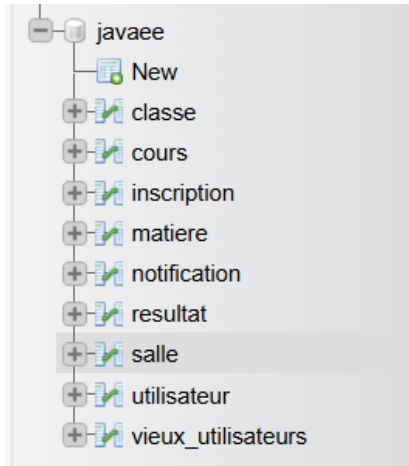 javaee
New
classe
cours
inscription
matiere
notification
resultat
salle
utilisateur
vieux_utilisateurs